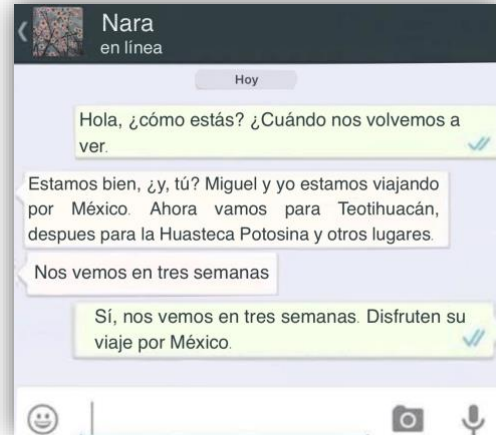 Nara
en línea
Hoy
Hola, ¿cómo estás? ¿Cuándo nos volvemos a
ver.
Estamos bien, ¿y, tú? Miguel y yo estamos viajando
por México. Ahora vamos para Teotihuacán,
despues para la Huasteca Potosina y otros lugares.
Nos vemos en tres semanas
Sí, nos vemos en tres semanas. Disfruten su
viaje por México.